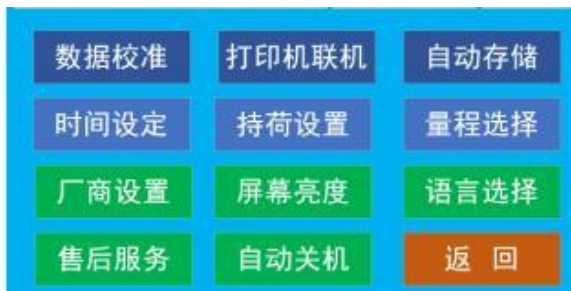 数据校准 打印机联机 自动存储
时间设定 持荷设置 量程选择
厂商设置 屏幕亮度 语言选择
售后服务 自动关机 返 回